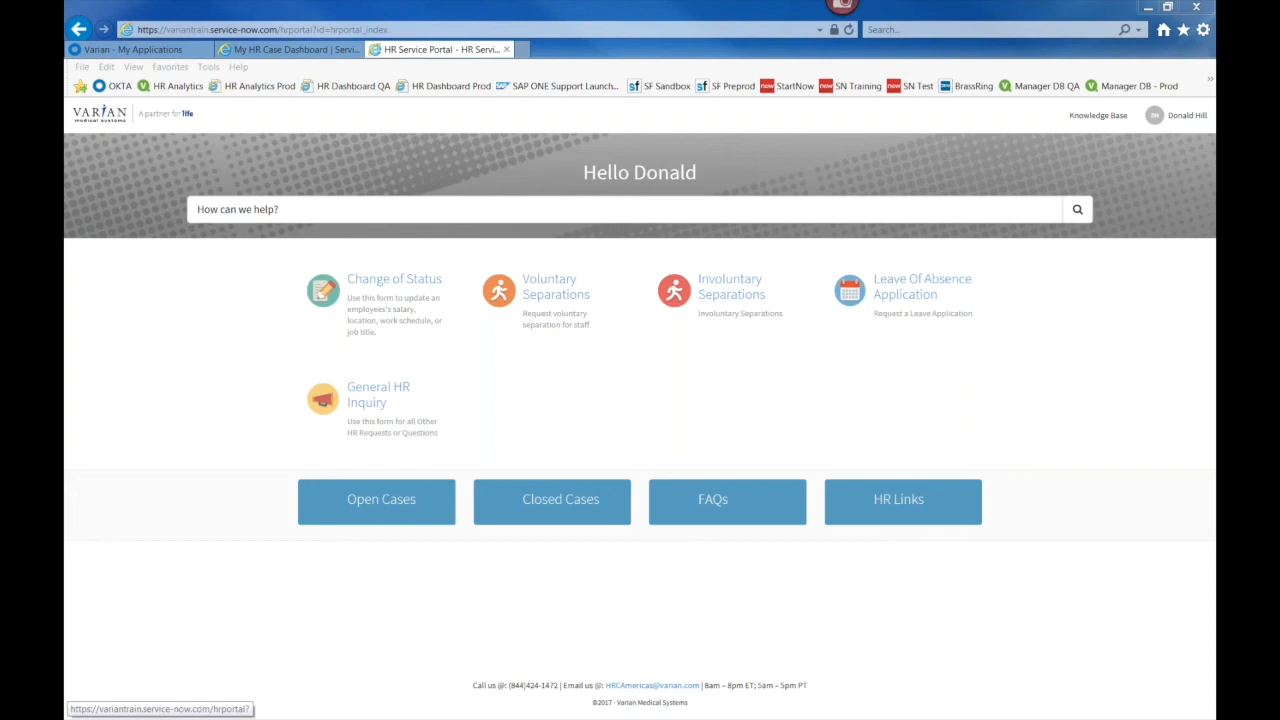 https://variantrain.service-now.com/hrportal?id=hrportal_index
Search...
Varian - My Applications
My HR Case Dashboard | Servi...
HR Service Portal - HR Servi...
File Edit View Favorites Tools Help
OKTA HR Analytics HR Analytics Prod HR Dashboard QA HR Dashboard Prod SAP ONE Support Launch... SF Sandbox SF Preprod StartNow SN Training SN Test BrassRing Manager DB QA Manager DB - Prod
VARIAN
medical systems
A partner for life
Knowledge Base
DH
Donald Hill
Hello Donald
How can we help?
Change of Status
Use this form to update an
employees's salary,
location, work schedule, or
job title.
Voluntary
Separations
Request voluntary
separation for staff
Involuntary
Separations
Involuntary Separations
Leave Of Absence
Application
Request a Leave Application
General HR
Inquiry
Use this form for all Other
HR Requests or Questions
Open Cases
Closed Cases
FAQs
HR Links
Call us @: (844)424-1472 | Email us @: HRCAmericas@varian.com | 8am – 8pm ET; 5am – 5pm PT
©2017 - Varian Medical Systems
https://variantrain.service-now.com/hrportal?